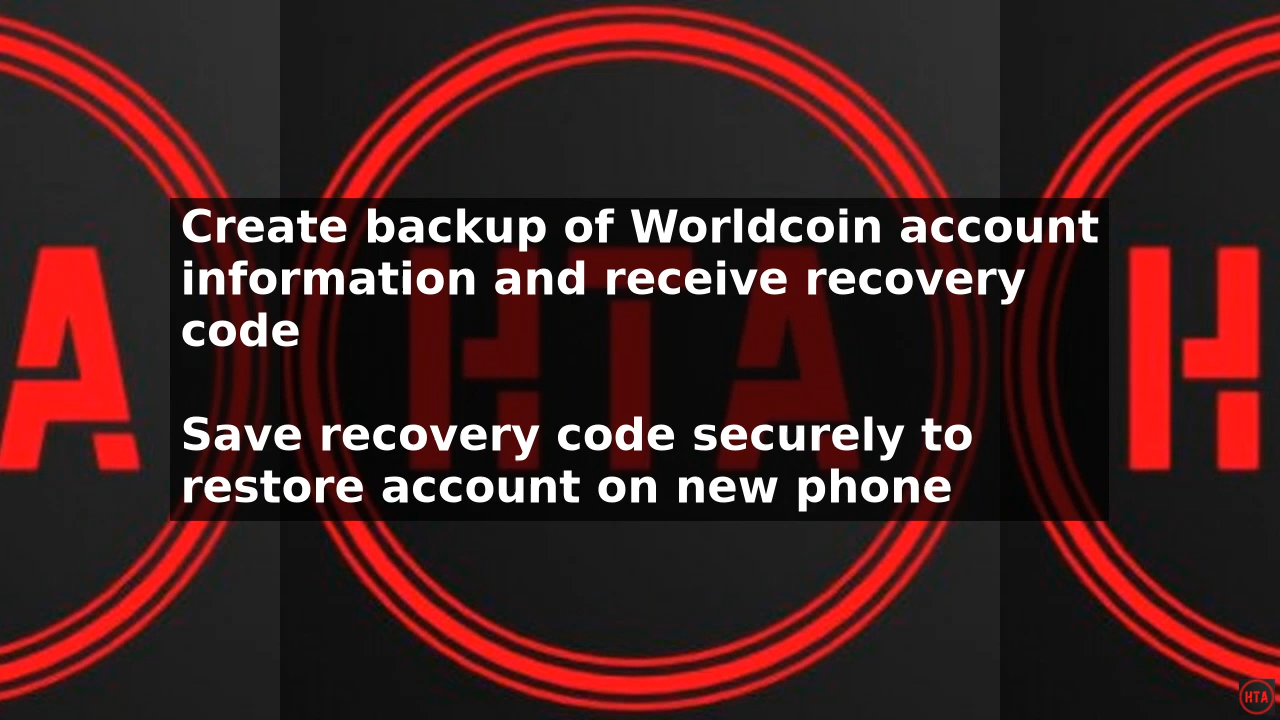 Create backup of Worldcoin account
information and receive recovery
code
Save recovery code securely to
restore account on new phone
A
HTA
H
HTA